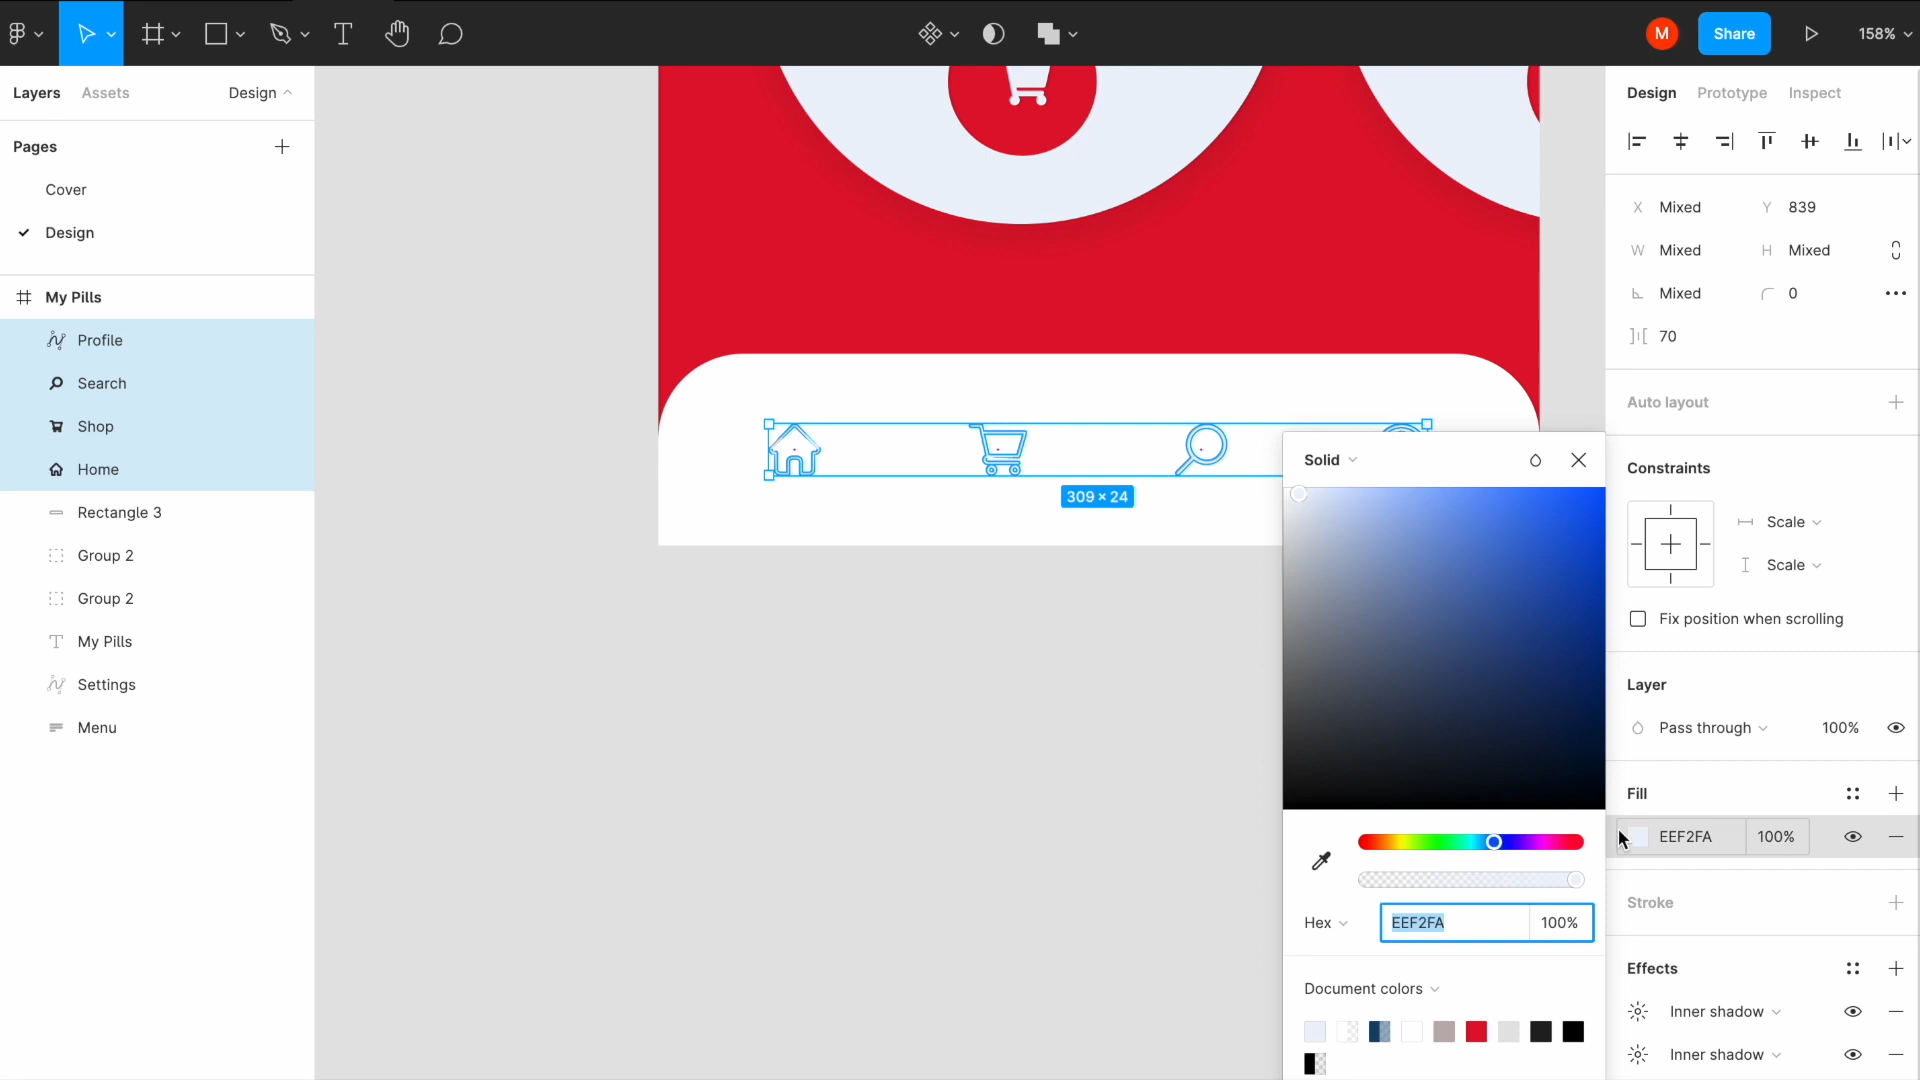 M
Share
158%
Layers Assets Design
Pages
Cover
Design
My Pills
Profile
Search
Shop
Home
Rectangle 3
Group 2
Group 2
My Pills
Settings
Menu
309 × 24
Solid
Hex EEF2FA 100%
Document colors
Design Prototype Inspect
X Mixed Y 839
W Mixed H Mixed
Mixed 0
70
Auto layout
Constraints
Scale
Scale
Fix position when scrolling
Layer
Pass through 100%
Fill
EEF2FA 100%
Stroke
Effects
Inner shadow
Inner shadow